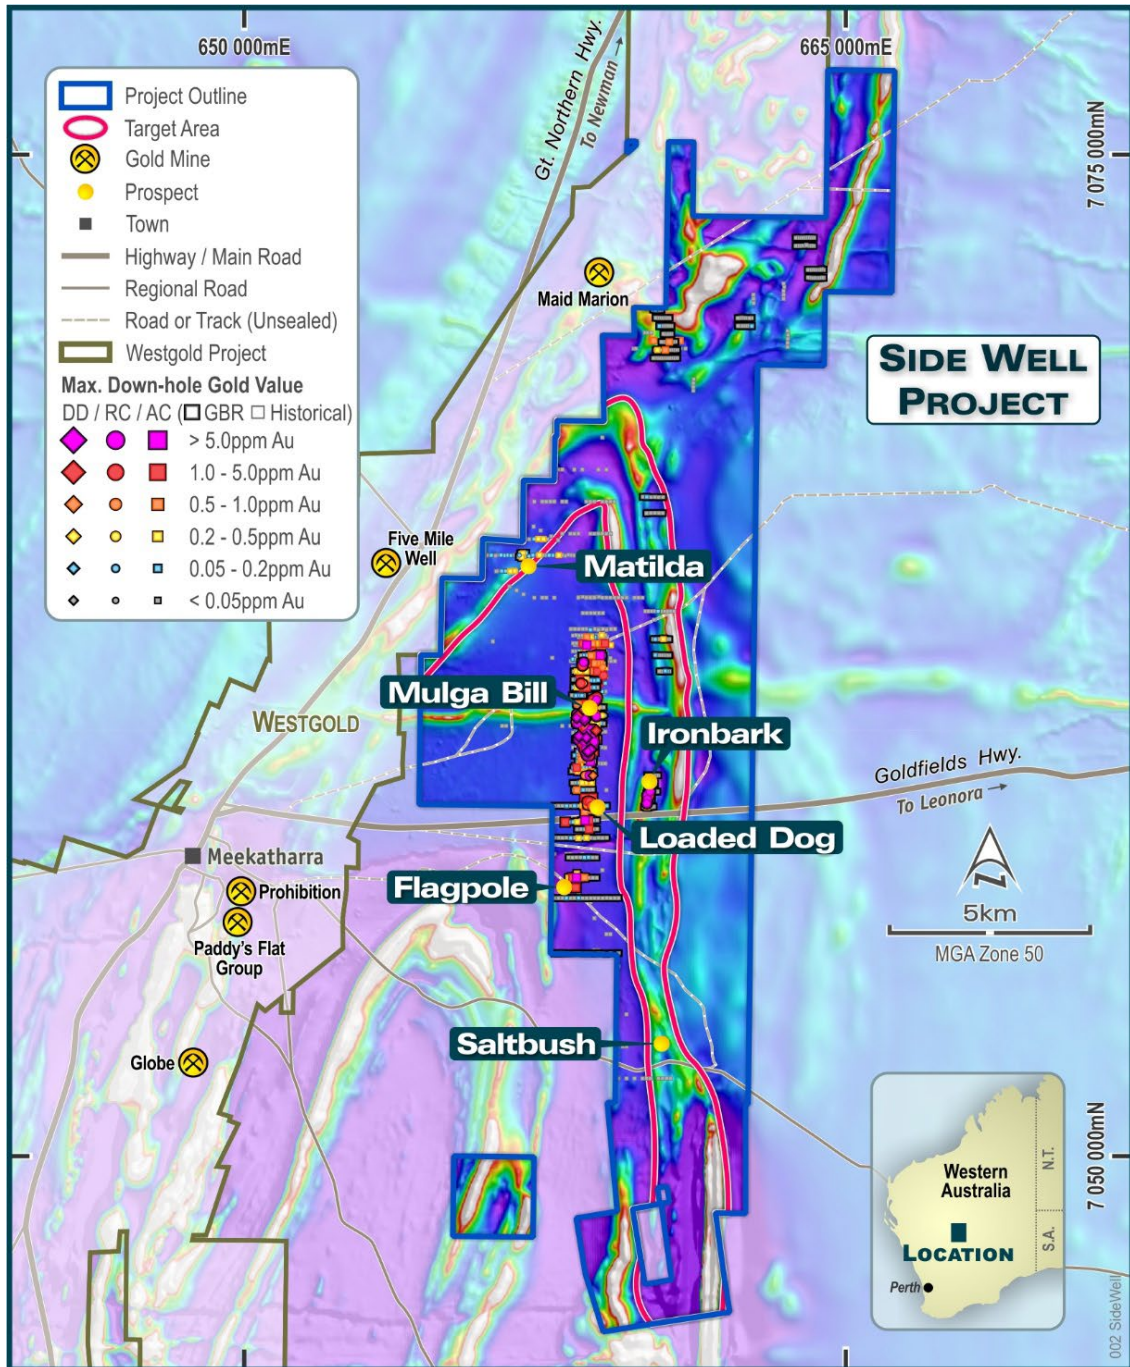 650 000mE
665 000mE
Gt. Northern Hwy.
To Newman
7 075 000mN
Project Outline
Target Area
Gold Mine
Prospect
Town
Highway / Main Road
Regional Road
Road or Track (Unsealed)
Westgold Project
Max. Down-hole Gold Value
DD / RC / AC (GBR Historical)
> 5.0ppm Au
1.0 - 5.0ppm Au
0.5 - 1.0ppm Au
0.2 - 0.5ppm Au
0.05 - 0.2ppm Au
< 0.05ppm Au
Maid Marion
SIDE WELL
PROJECT
Five Mile
Well
Matilda
Mulga Bill
WESTGOLD
Ironbark
Goldfields Hwy.
To Leonora
Loaded Dog
Meekatharra
Flagpole
Prohibition
Paddy's Flat
Group
N
5km
MGA Zone 50
Saltbush
Globe
7 050 000mN
Western
Australia
N.T.
S.A.
LOCATION
Perth
002 SideWell